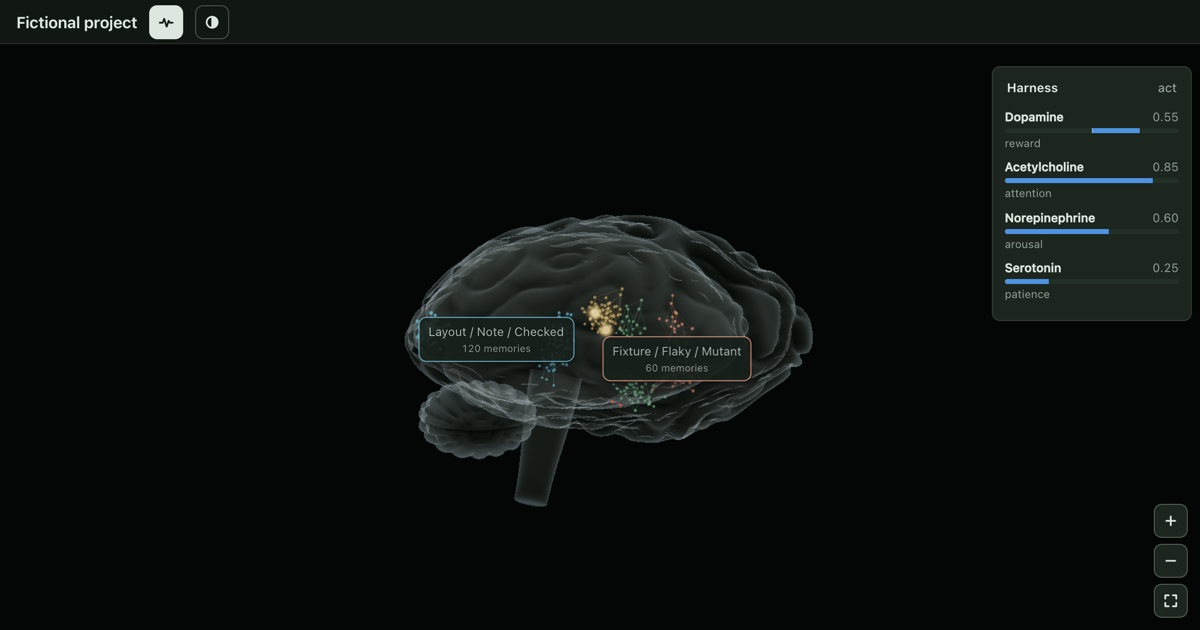 Fictional project
Harness act
Dopamine 0.55
reward
Acetylcholine 0.85
attention
Norepinephrine 0.60
arousal
Serotonin 0.25
patience
Layout / Note / Checked
120 memories
Fixture / Flaky / Mutant
60 memories